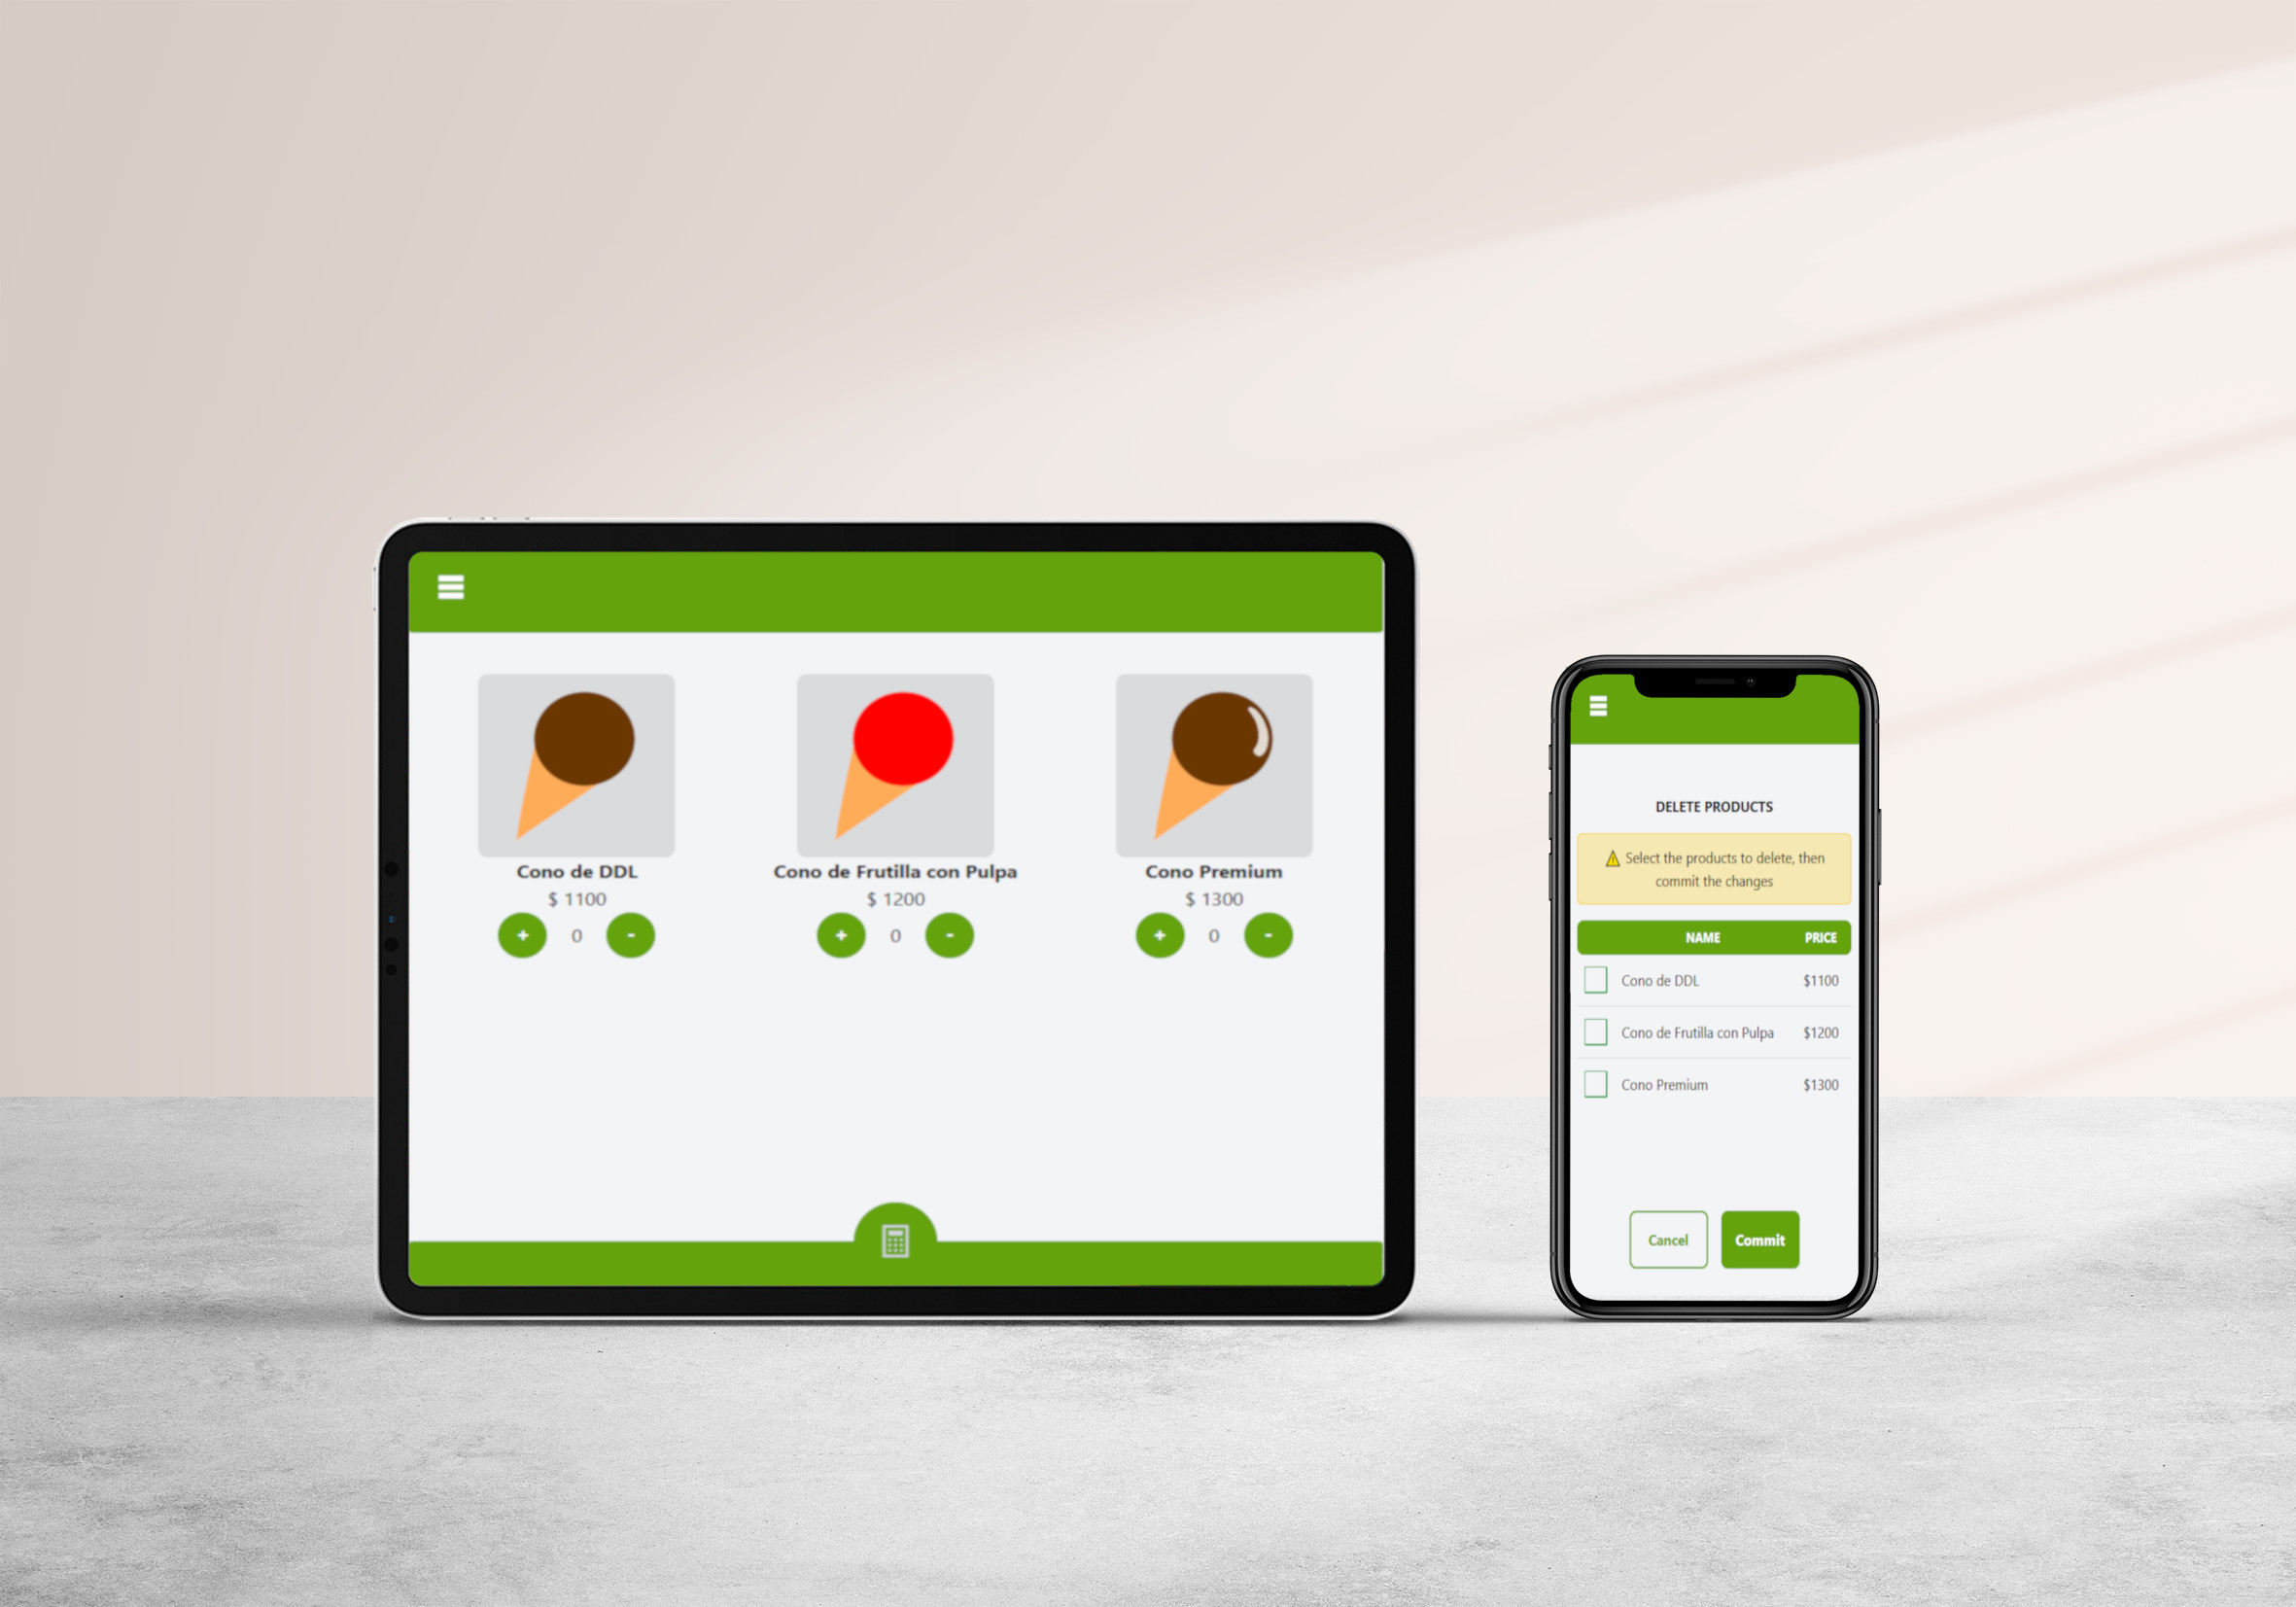 Cono de DDL
$ 1100
+ 0 -
Cono de Frutilla con Pulpa
$ 1200
+ 0 -
Cono Premium
$ 1300
+ 0 -
DELETE PRODUCTS
Select the products to delete, then
commit the changes
NAME PRICE
Cono de DDL $1100
Cono de Frutilla con Pulpa $1200
Cono Premium $1300
Cancel Commit